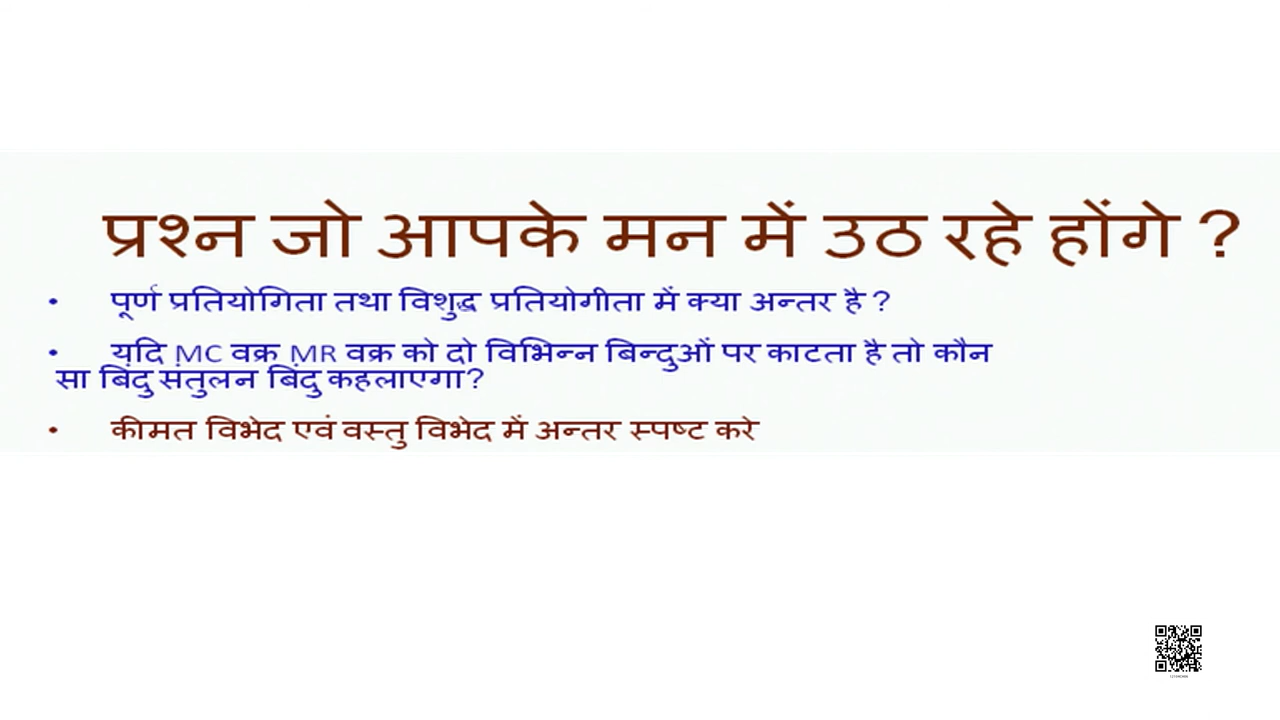 प्रश्न जो आपके मन में उठ रहे होंगे ?
• पूर्ण प्रतियोगिता तथा विशुद्ध प्रतियोगीता में क्या अन्तर है ?
• यदि MC वक्र MR वक्र को दो विभिन्न बिन्दुओं पर काटता है तो कौन
सा बिंदु संतुलन बिंदु कहलाएगा?
• कीमत विभेद एवं वस्तु विभेद में अन्तर स्पष्ट करे